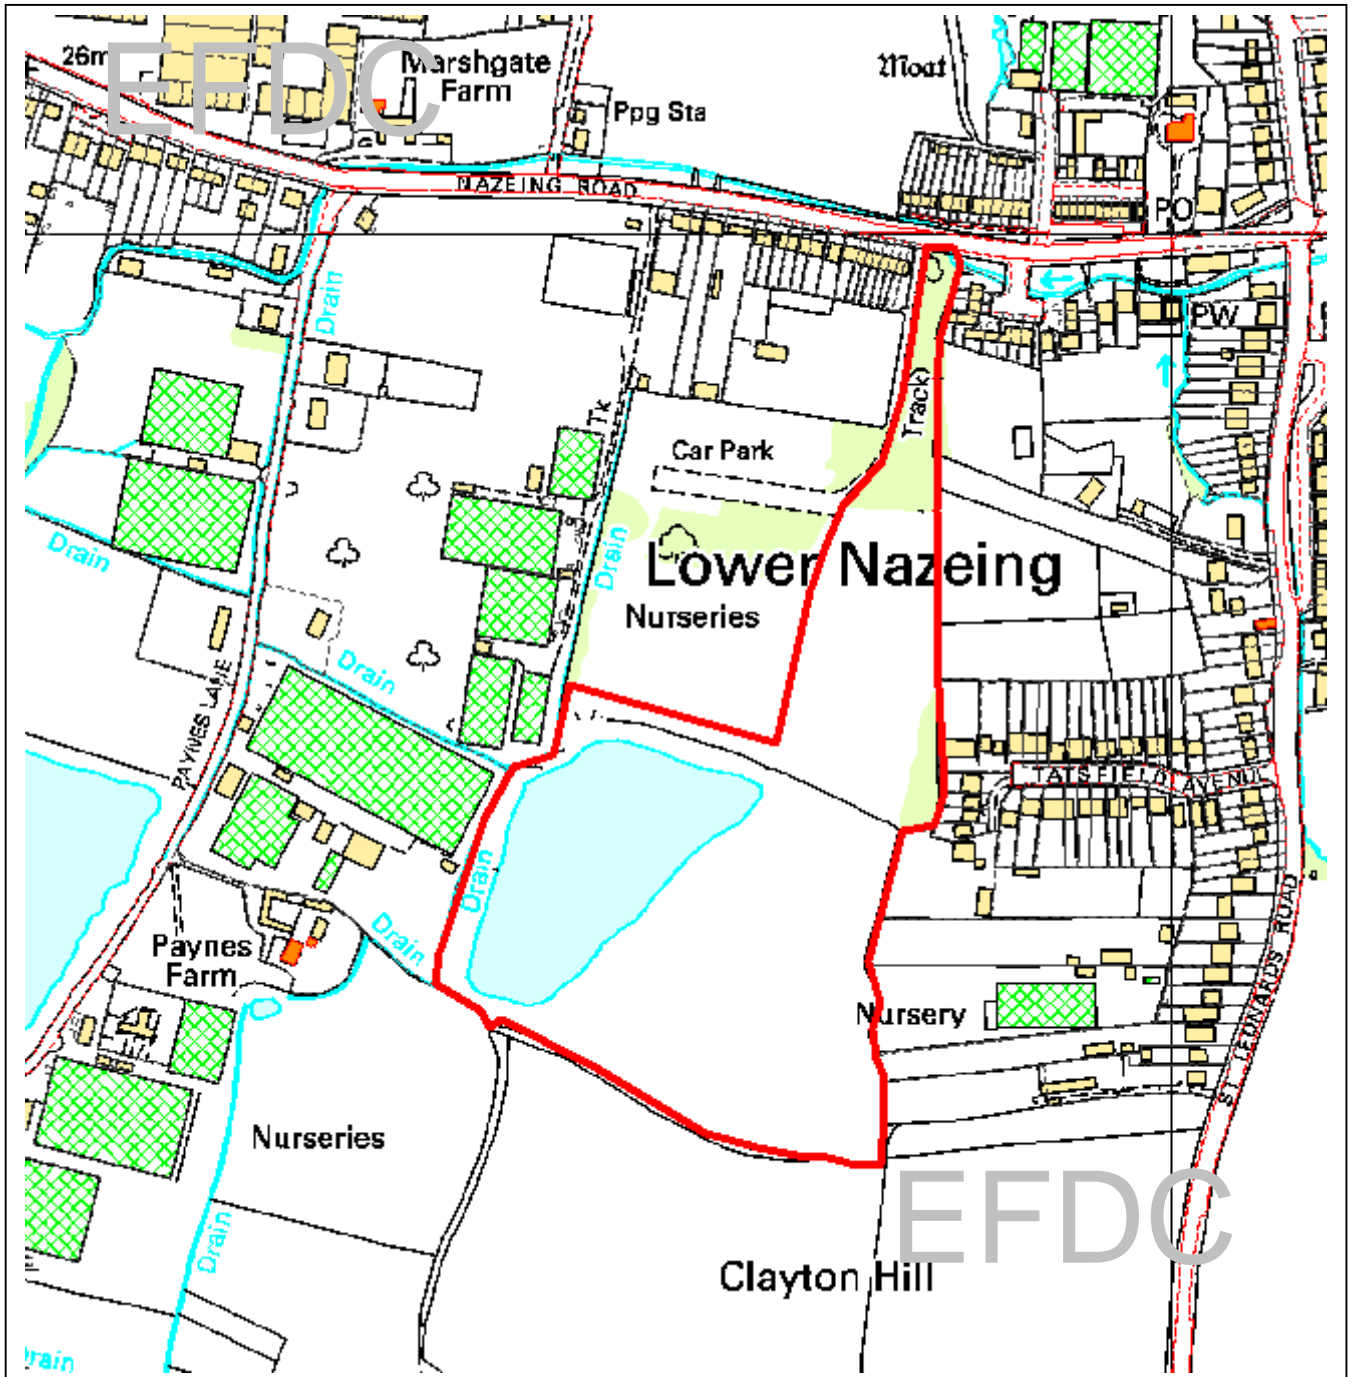 EFDC
26m
Marshgate
Farm
Moat
Ppg Sta
NAZEING ROAD
PO
Drain
PW
Track
Tk
Car Park
Drain
Drain
Lower Nazeing
Nurseries
Drain
PAYNES LANE
TATSFIELD AVENUE
Drain
ST LEONARDS ROAD
Drain
Paynes
Farm
Nursery
Nurseries
EFDC
Drain
Clayton Hill
rain